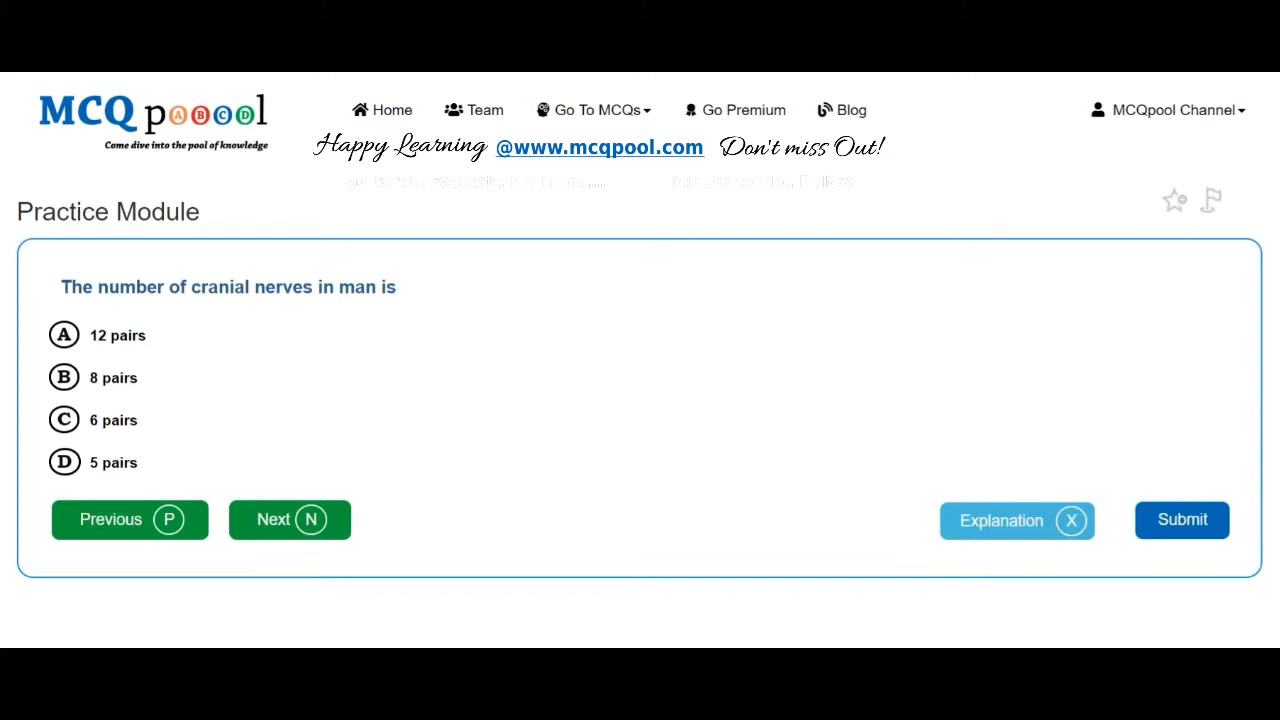 MCQ pooool
Come dive into the pool of knowledge
Home Team Go To MCQs Go Premium Blog MCQpool Channel
Happy Learning @www.mcqpool.com Don't miss Out!
Practice Module
The number of cranial nerves in man is
A 12 pairs
B 8 pairs
C 6 pairs
D 5 pairs
Previous P Next N Explanation X Submit